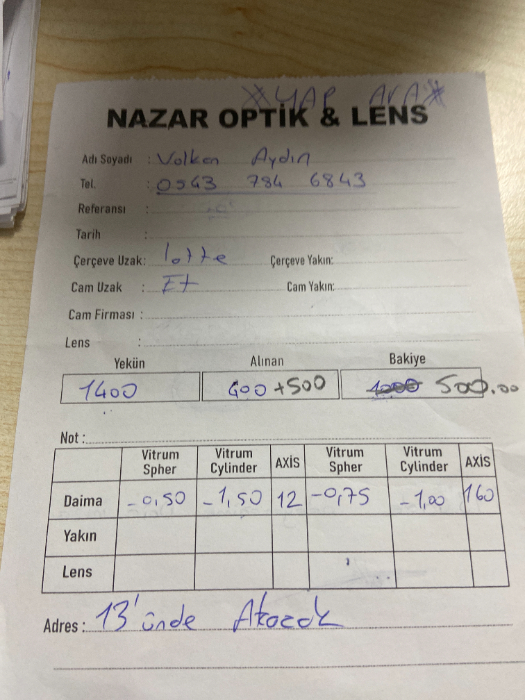 *YAP ARA*
NAZAR OPTİK & LENS
Adı Soyadı : Volkan Aydın
Tel. : 0543 784 6843
Referansı :
Tarih :
Çerçeve Uzak: lotte Çerçeve Yakın:
Cam Uzak : Cam Yakın:
Cam Firması :
Lens :
Yekün Alınan Bakiye
1400 400+500 1000 500.00
Not :
Vitrum Spher Vitrum Cylinder AXİS Vitrum Spher Vitrum Cylinder AXİS
Daima -0,50 -1,50 12 -0,75 -1,00 160
Yakın
Lens
Adres : 13'ünde